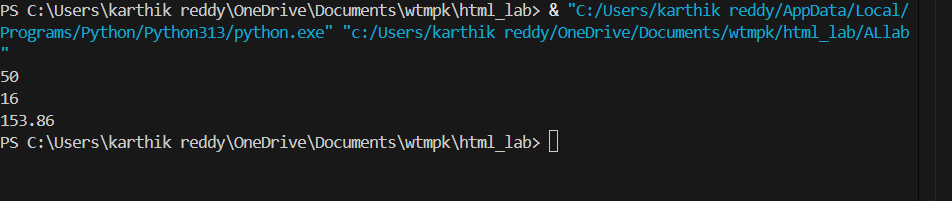 PS C:\Users\karthik reddy\OneDrive\Documents\wtmpk\html_lab> & "C:/Users/karthik reddy/AppData/Local/
Programs/Python/Python313/python.exe" "c:/Users/karthik reddy/OneDrive/Documents/wtmpk/html_lab/ALlab
"
50
16
153.86
PS C:\Users\karthik reddy\OneDrive\Documents\wtmpk\html_lab>